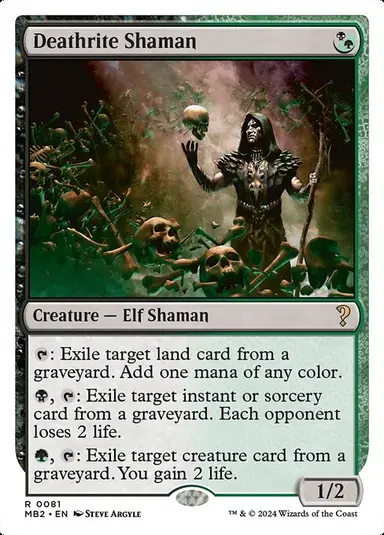 Deathrite Shaman
Creature — Elf Shaman
: Exile target land card from a
graveyard. Add one mana of any color.
, : Exile target instant or sorcery
card from a graveyard. Each opponent
loses 2 life.
, : Exile target creature card from
a graveyard. You gain 2 life.
1/2
R 0081
MB2 • EN Steve Argyle
™ & © 2024 Wizards of the Coast